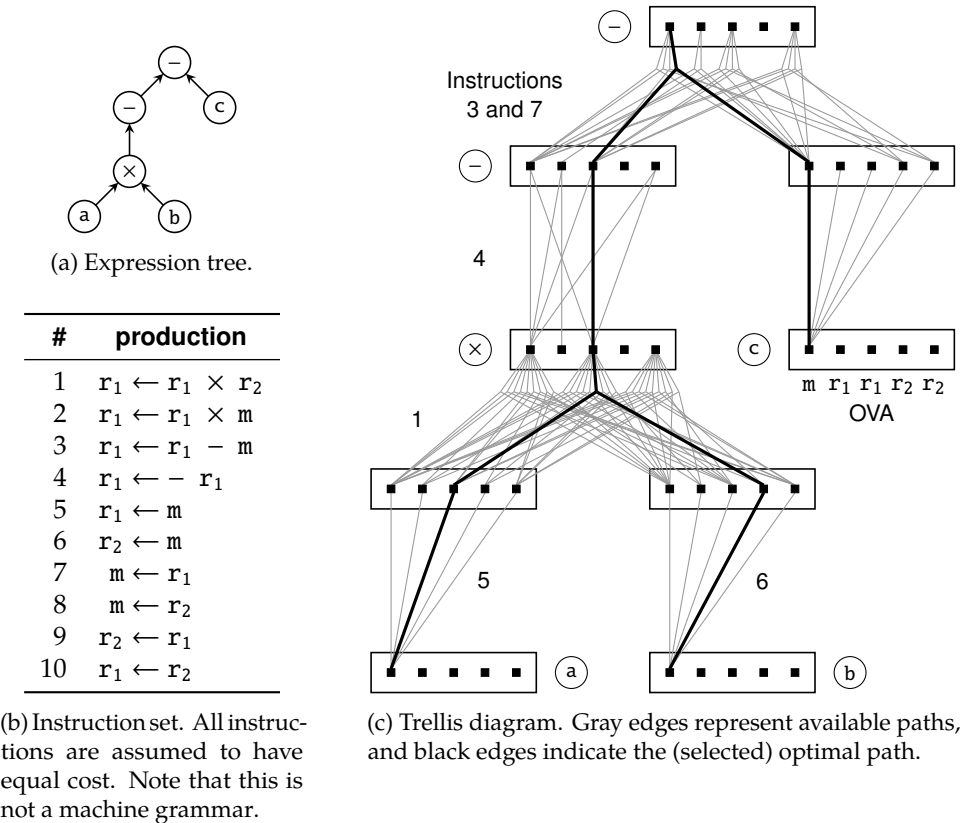 −
−
c
×
a
b
(a) Expression tree.
# production
1 r₁ ← r₁ × r₂
2 r₁ ← r₁ × m
3 r₁ ← r₁ − m
4 r₁ ← − r₁
5 r₁ ← m
6 r₂ ← m
7 m ← r₁
8 m ← r₂
9 r₂ ← r₁
10 r₁ ← r₂
(b) Instruction set. All instruc-
tions are assumed to have
equal cost. Note that this is
not a machine grammar.
−
Instructions
3 and 7
−
4
×
c
m r₁ r₁ r₂ r₂
OVA
1
5
6
a
b
(c) Trellis diagram. Gray edges represent available paths,
and black edges indicate the (selected) optimal path.